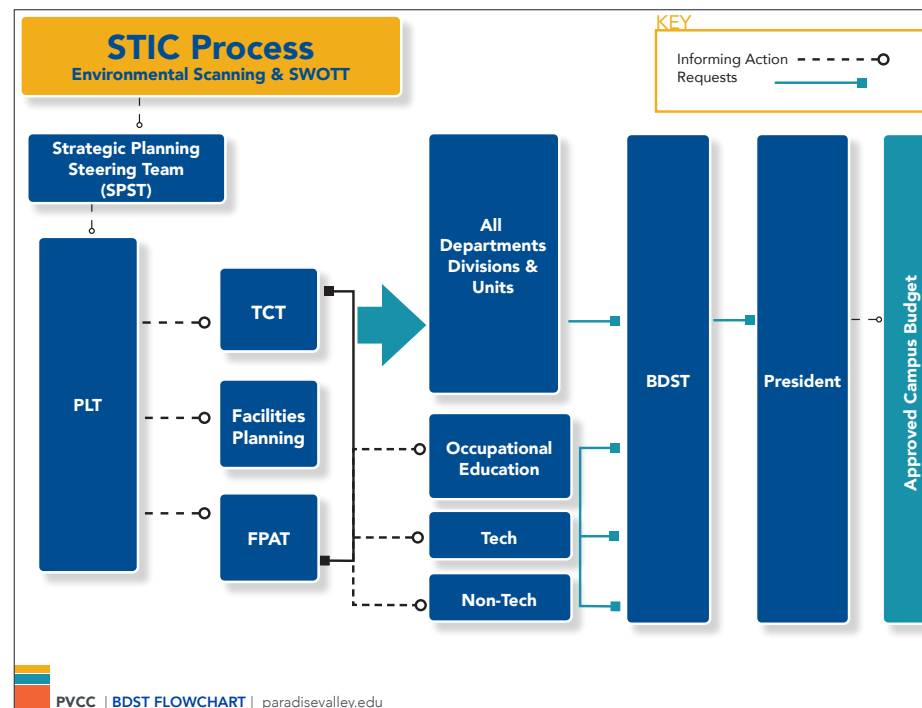 STIC Process
Environmental Scanning & SWOTT
KEY
Informing Action
Requests
Strategic Planning
Steering Team
(SPST)
PLT
TCT
Facilities
Planning
FPAT
All
Departments
Divisions &
Units
Occupational
Education
Tech
Non-Tech
BDST
President
Approved Campus Budget
PVCC | BDST FLOWCHART | paradisevalley.edu